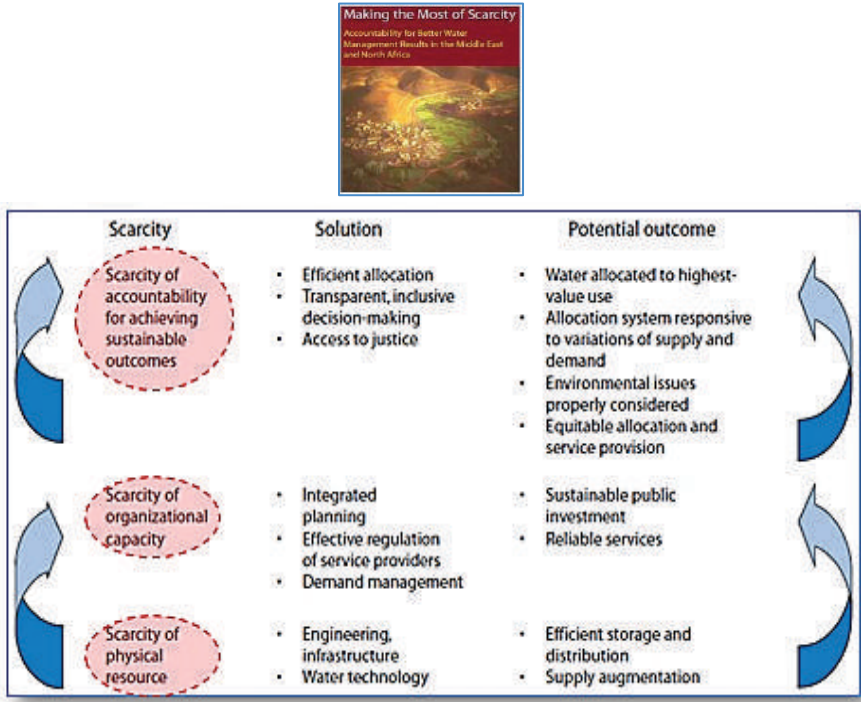 Making the Most of Scarcity
Accountability for Better Water
Management Results in the Middle East
and North Africa
Scarcity Solution Potential outcome
Scarcity of
accountability
for achieving
sustainable
outcomes
• Efficient allocation
• Transparent, inclusive
decision-making
• Access to justice
• Water allocated to highest-
value use
• Allocation system responsive
to variations of supply and
demand
• Environmental issues
properly considered
• Equitable allocation and
service provision
Scarcity of
organizational
capacity
• Integrated
planning
• Effective regulation
of service providers
• Demand management
• Sustainable public
investment
• Reliable services
Scarcity of
physical
resource
• Engineering,
infrastructure
• Water technology
• Efficient storage and
distribution
• Supply augmentation